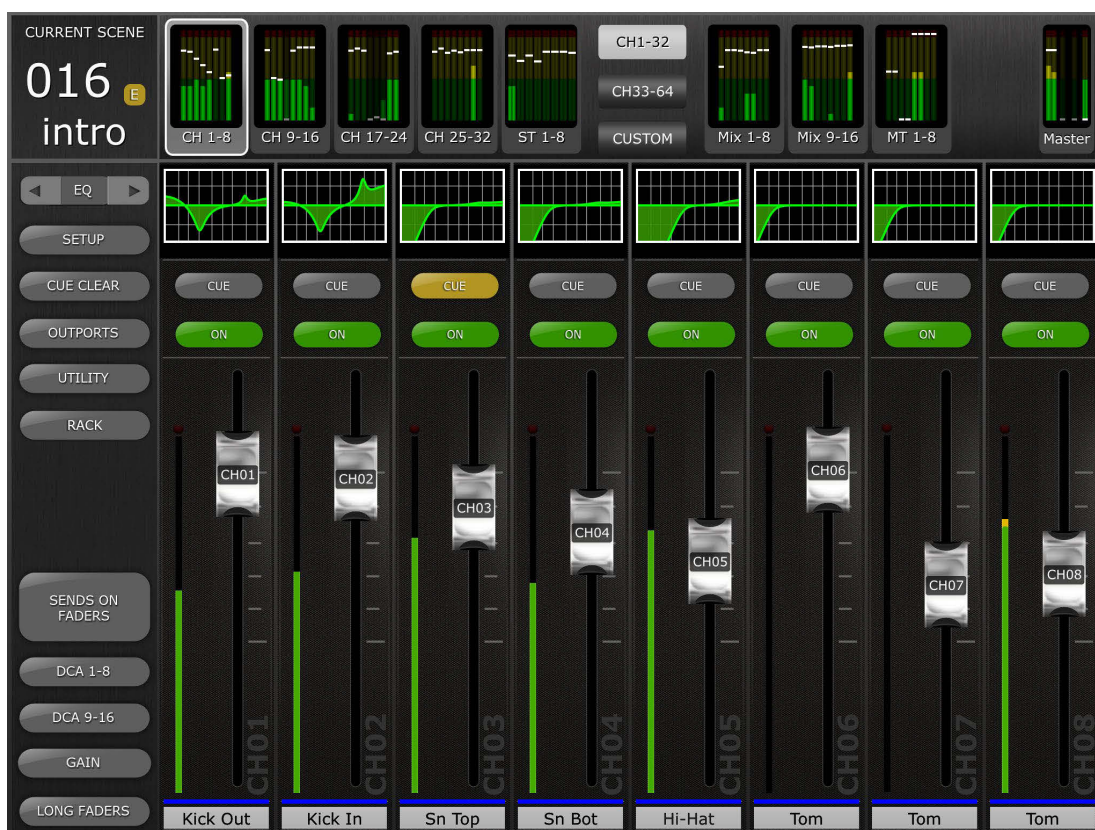 CURRENT SCENE
016 E
intro
CH 1-8 CH 9-16 CH 17-24 CH 25-32 ST 1-8
CH1-32
CH33-64
CUSTOM
Mix 1-8 Mix 9-16 MT 1-8 Master
EQ
SETUP
CUE CLEAR
OUTPORTS
UTILITY
RACK
SENDS ON
FADERS
DCA 1-8
DCA 9-16
GAIN
LONG FADERS
CUE CUE CUE CUE CUE CUE CUE CUE
ON ON ON ON ON ON ON ON
CH01 CH02 CH03 CH04 CH05 CH06 CH07 CH08
CH01 CH02 CH03 CH04 CH05 CH06 CH07 CH08
Kick Out Kick In Sn Top Sn Bot Hi-Hat Tom Tom Tom